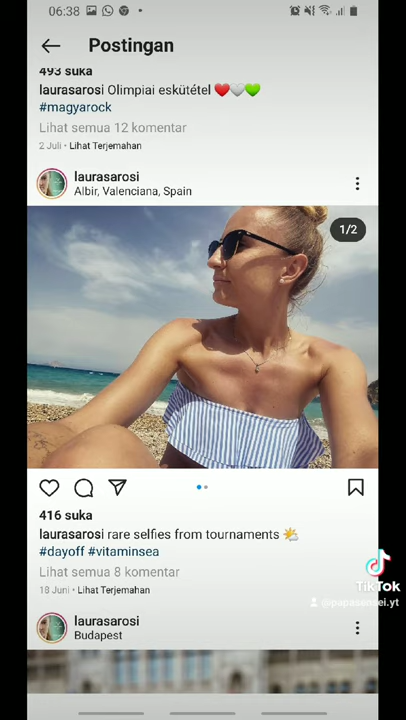 06:38
Postingan
493 suka
laurasarosi Olimpiai eskütétel ❤️🤍💚
#magyarock
Lihat semua 12 komentar
2 Juli • Lihat Terjemahan
laurasarosi
Albir, Valenciana, Spain
1/2
416 suka
laurasarosi rare selfies from tournaments 🌤️
#dayoff #vitaminsea
Lihat semua 8 komentar
18 Juni • Lihat Terjemahan
TikTok
@papasensei.yt
laurasarosi
Budapest